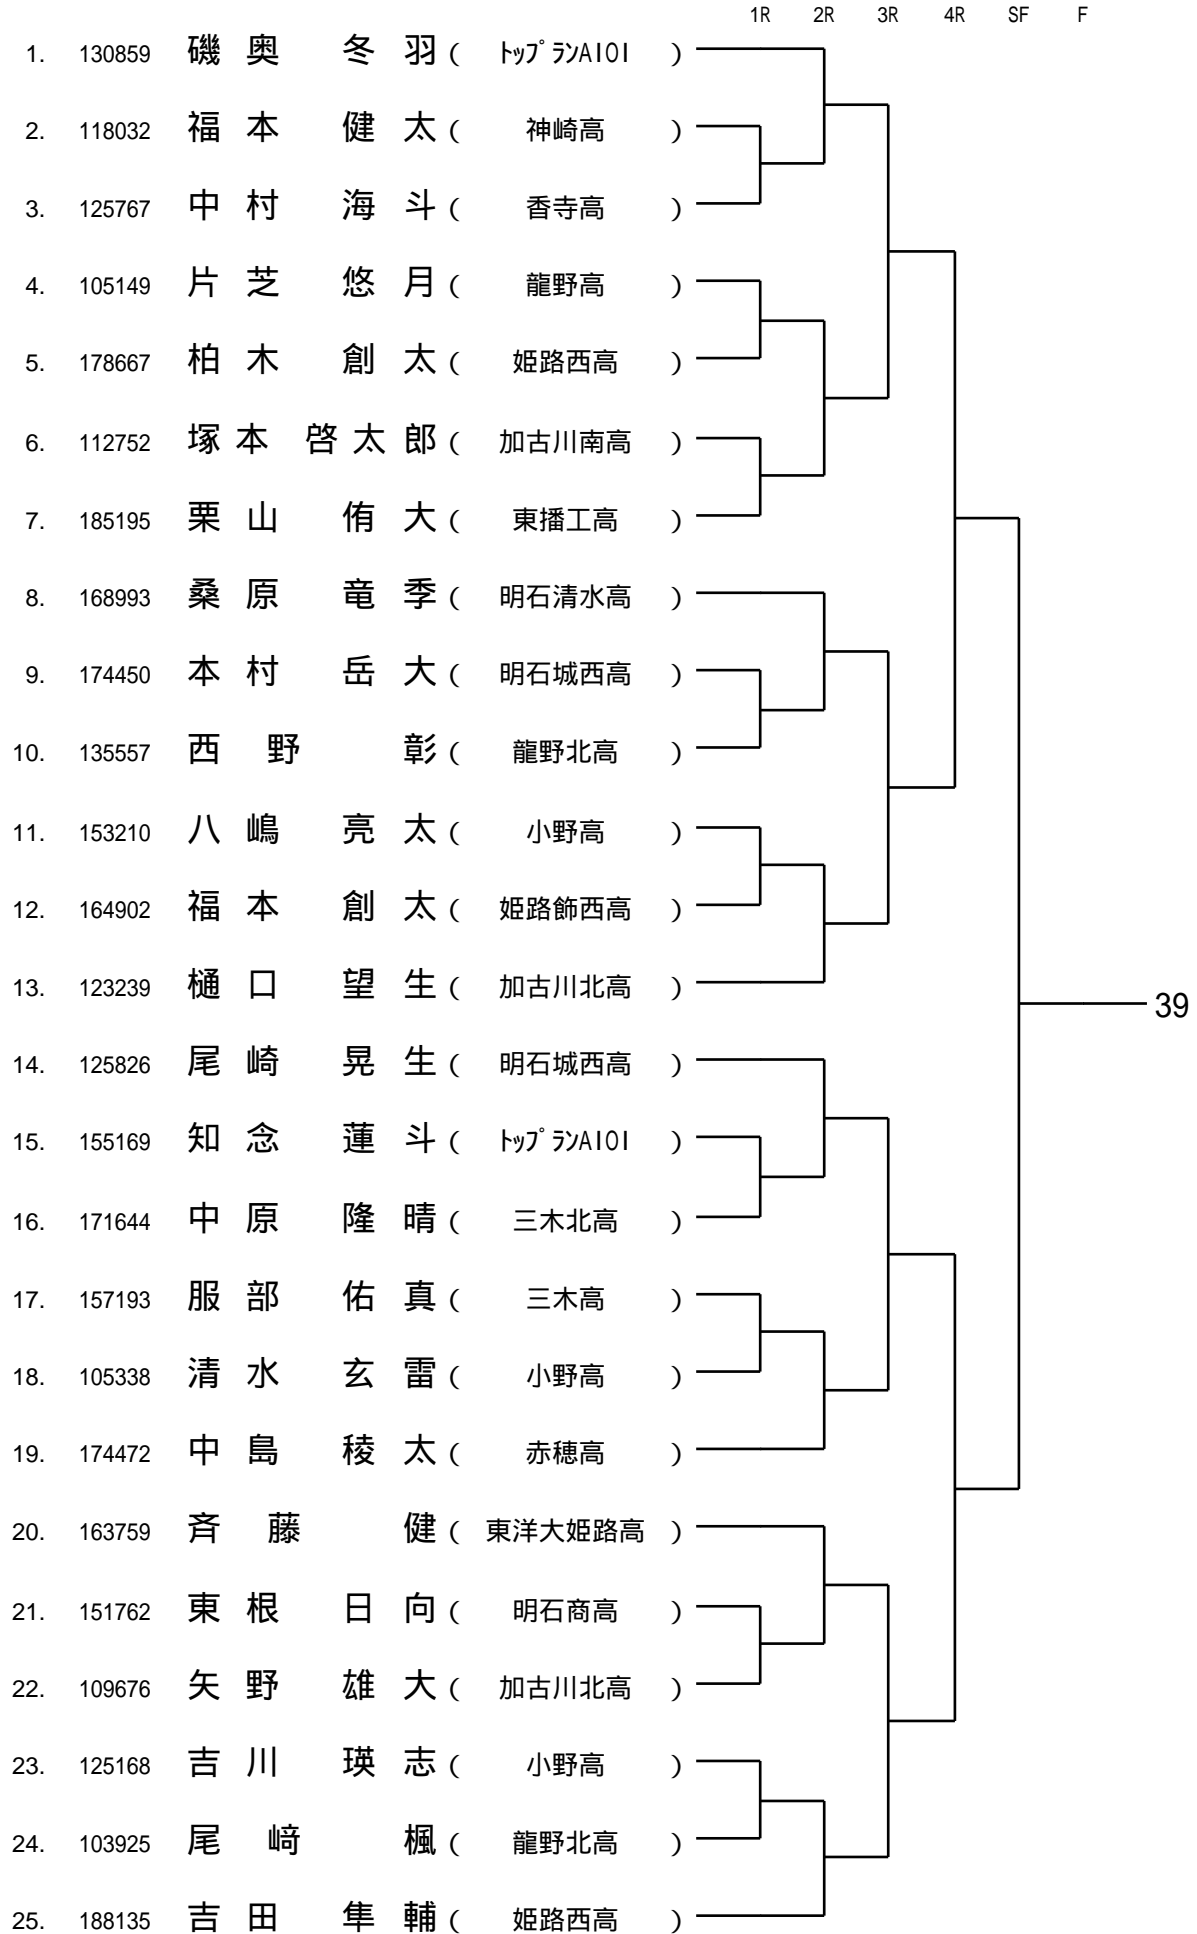 1R 2R 3R 4R SF F
1. 130859 磯奥 冬羽 ( トップランAIOI )
2. 118032 福本 健太 ( 神崎高 )
3. 125767 中村 海斗 ( 香寺高 )
4. 105149 片芝 悠月 ( 龍野高 )
5. 178667 柏木 創太 ( 姫路西高 )
6. 112752 塚本 啓太郎 ( 加古川南高 )
7. 185195 栗山 侑大 ( 東播工高 )
8. 168993 桑原 竜季 ( 明石清水高 )
9. 174450 本村 岳大 ( 明石城西高 )
10. 135557 西野 彰 ( 龍野北高 )
11. 153210 八嶋 亮太 ( 小野高 )
12. 164902 福本 創太 ( 姫路飾西高 )
13. 123239 樋口 望生 ( 加古川北高 )
39
14. 125826 尾崎 晃生 ( 明石城西高 )
15. 155169 知念 蓮斗 ( トップランAIOI )
16. 171644 中原 隆晴 ( 三木北高 )
17. 157193 服部 佑真 ( 三木高 )
18. 105338 清水 玄雷 ( 小野高 )
19. 174472 中島 稜太 ( 赤穂高 )
20. 163759 斉藤 健 ( 東洋大姫路高 )
21. 151762 東根 日向 ( 明石商高 )
22. 109676 矢野 雄大 ( 加古川北高 )
23. 125168 吉川 瑛志 ( 小野高 )
24. 103925 尾﨑 楓 ( 龍野北高 )
25. 188135 吉田 隼輔 ( 姫路西高 )